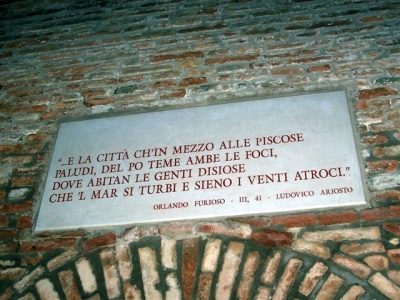 "...E LA CITTÀ CH'IN MEZZO ALLE PISCOSE
PALUDI, DEL PO TEME AMBE LE FOCI,
DOVE ABITAN LE GENTI DISIOSE
CHE 'L MAR SI TURBI E SIENO I VENTI ATROCI."
ORLANDO FURIOSO - III, 41 - LUDOVICO ARIOSTO